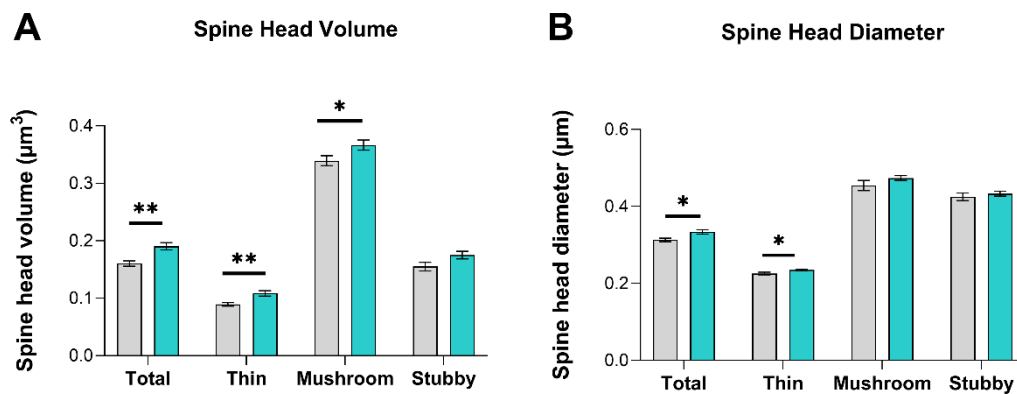 A
Spine Head Volume
Spine head volume (µm³)
0.4
0.3
0.2
0.1
0.0
**
**
*
Total Thin Mushroom Stubby
B
Spine Head Diameter
Spine head diameter (µm)
0.6
0.4
0.2
0.0
*
*
Total Thin Mushroom Stubby